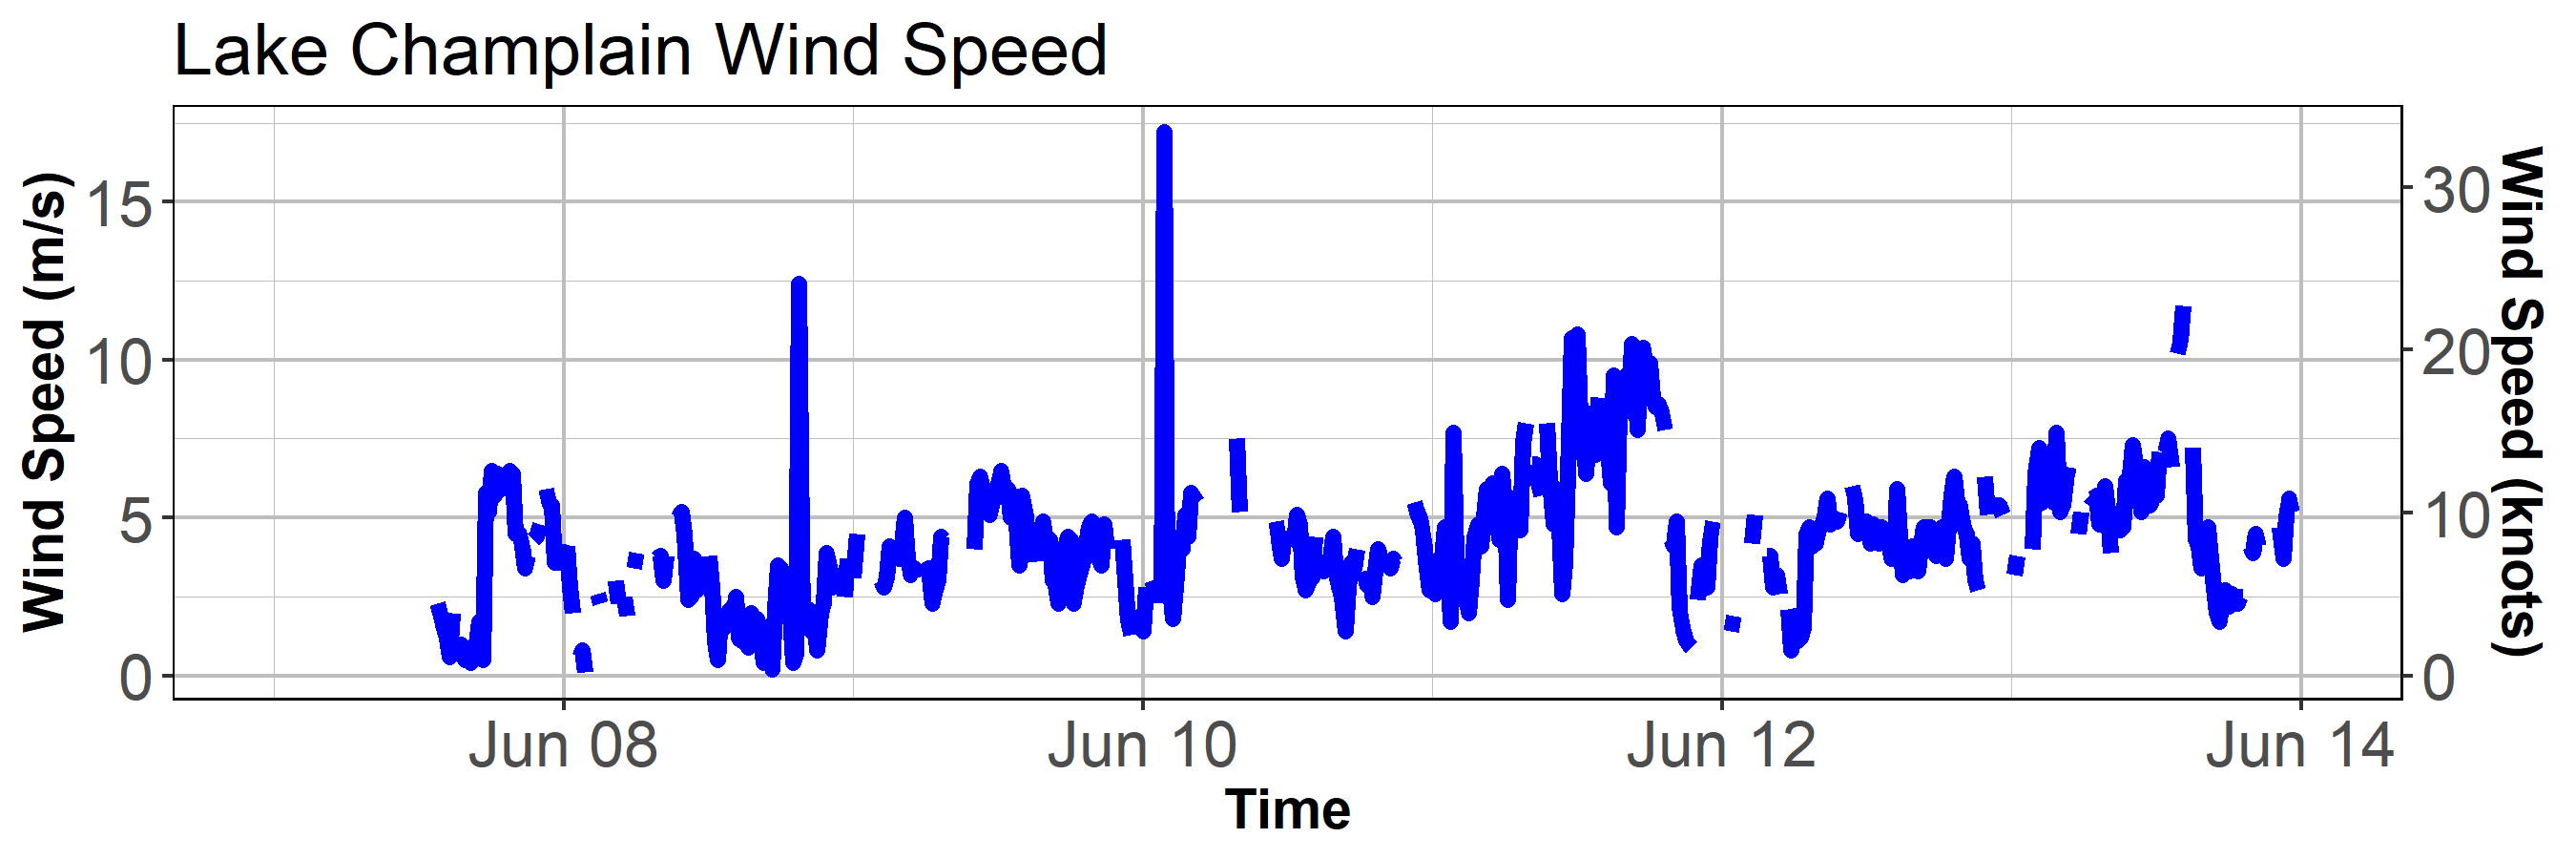 Lake Champlain Wind Speed
Wind Speed (m/s)
15
10
5
0
30
20
10
0
Wind Speed (knots)
Jun 08
Jun 10
Jun 12
Jun 14
Time